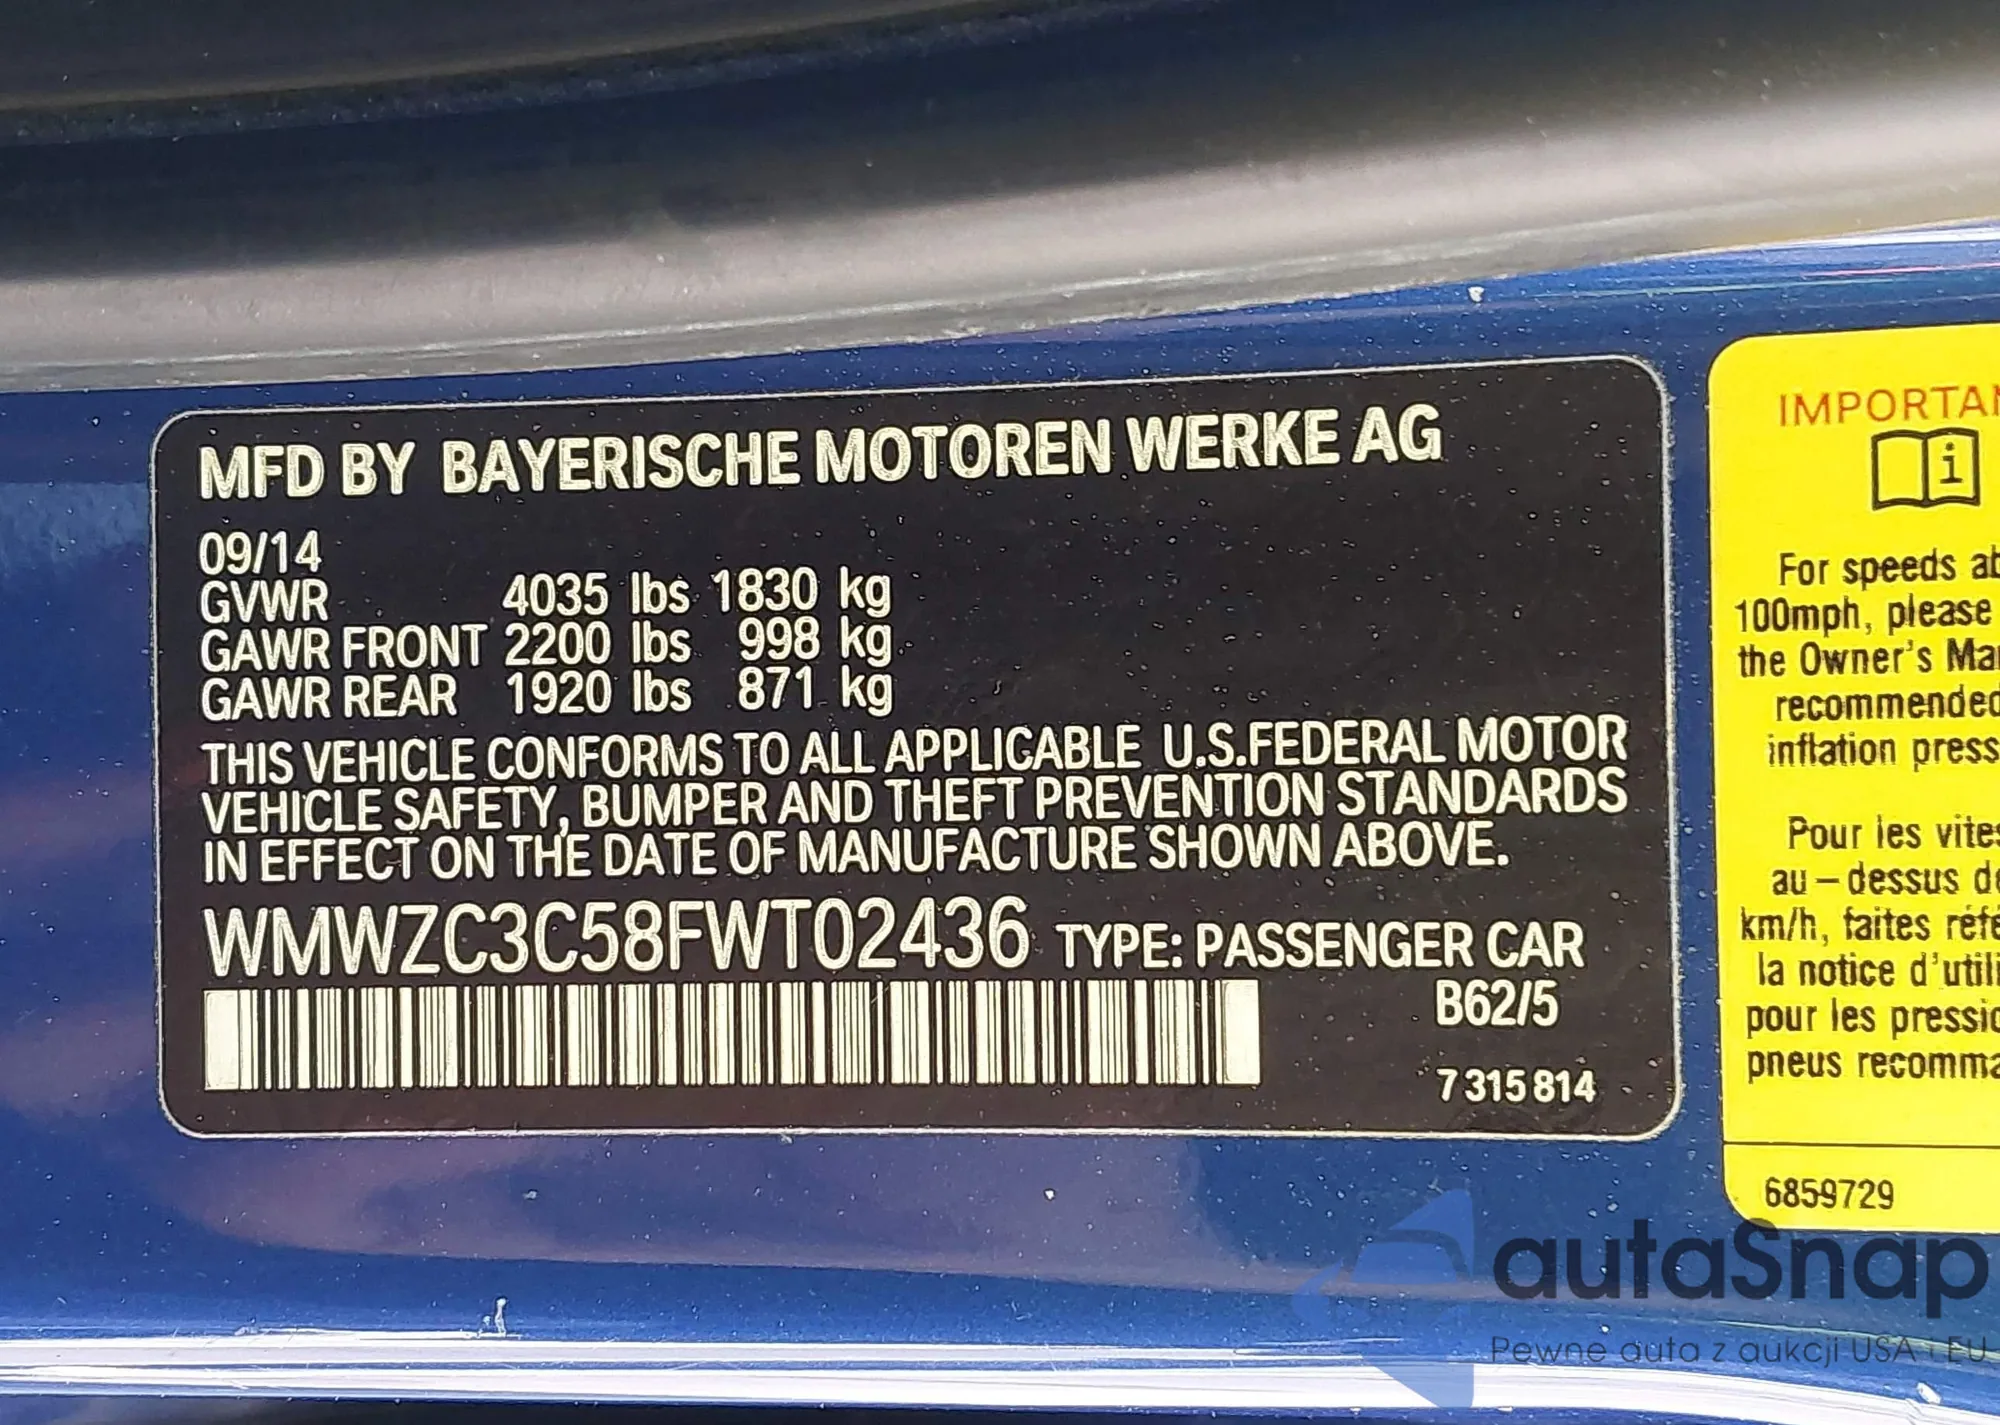 MFD BY BAYERISCHE MOTOREN WERKE AG
09/14
GVWR 4035 lbs 1830 kg
GAWR FRONT 2200 lbs 998 kg
GAWR REAR 1920 lbs 871 kg
THIS VEHICLE CONFORMS TO ALL APPLICABLE U.S.FEDERAL MOTOR
VEHICLE SAFETY, BUMPER AND THEFT PREVENTION STANDARDS
IN EFFECT ON THE DATE OF MANUFACTURE SHOWN ABOVE.
WMWZC3C58FWT02436 TYPE: PASSENGER CAR
B62/5
7 315 814
IMPORTAN
i
For speeds ab
100mph, please
the Owner's Ma
recommended
inflation press
Pour les vites
au – dessus de
km/h, faites réfé
la notice d'utili
pour les pressio
pneus recomma
6859729
autaSnap
Pewne auta z aukcji USA i EU